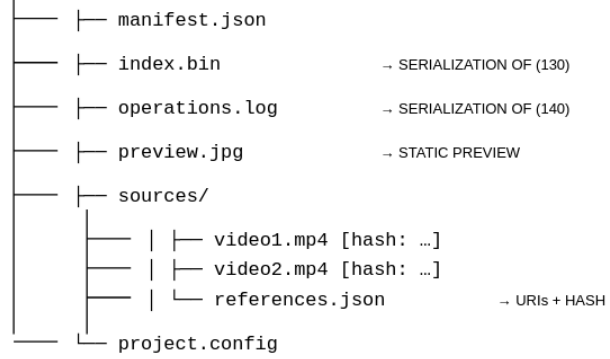 ├── manifest.json
├── index.bin → SERIALIZATION OF (130)
├── operations.log → SERIALIZATION OF (140)
├── preview.jpg → STATIC PREVIEW
├── sources/
│ ├── video1.mp4 [hash: …]
│ ├── video2.mp4 [hash: …]
│ └── references.json → URIs + HASH
└── project.config